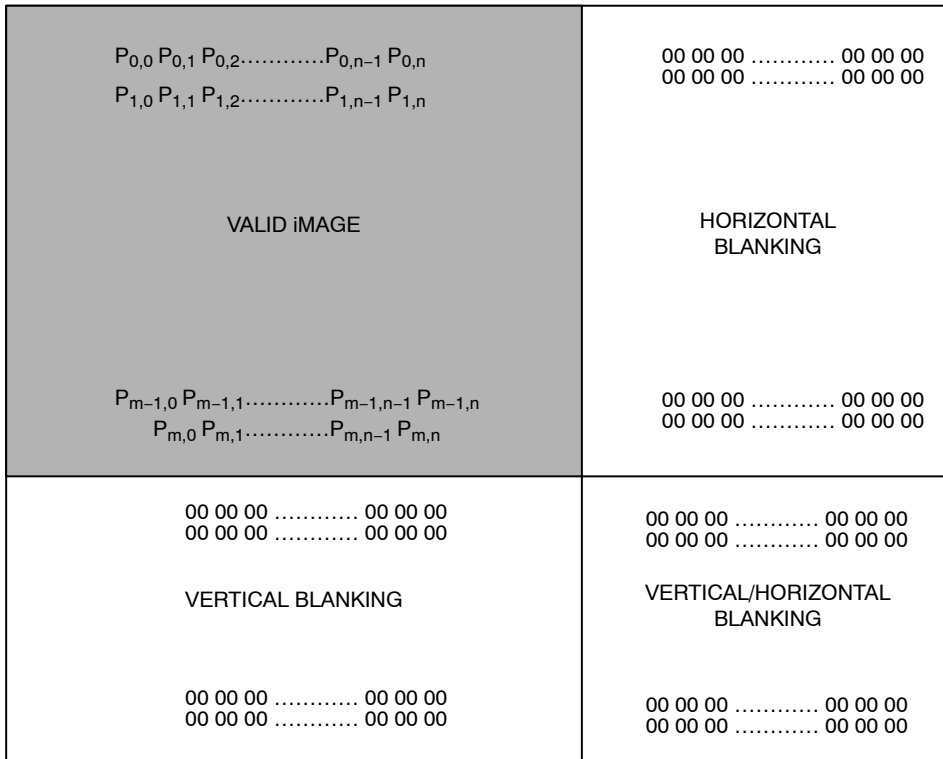 P0,0 P0,1 P0,2…………P0,n−1 P0,n
P1,0 P1,1 P1,2…………P1,n−1 P1,n
VALID iMAGE
Pm−1,0 Pm−1,1…………Pm−1,n−1 Pm−1,n
Pm,0 Pm,1…………Pm,n−1 Pm,n
00 00 00 ………… 00 00 00
00 00 00 ………… 00 00 00
HORIZONTAL
BLANKING
00 00 00 ………… 00 00 00
00 00 00 ………… 00 00 00
00 00 00 ………… 00 00 00
00 00 00 ………… 00 00 00
VERTICAL BLANKING
00 00 00 ………… 00 00 00
00 00 00 ………… 00 00 00
00 00 00 ………… 00 00 00
00 00 00 ………… 00 00 00
VERTICAL/HORIZONTAL
BLANKING
00 00 00 ………… 00 00 00
00 00 00 ………… 00 00 00